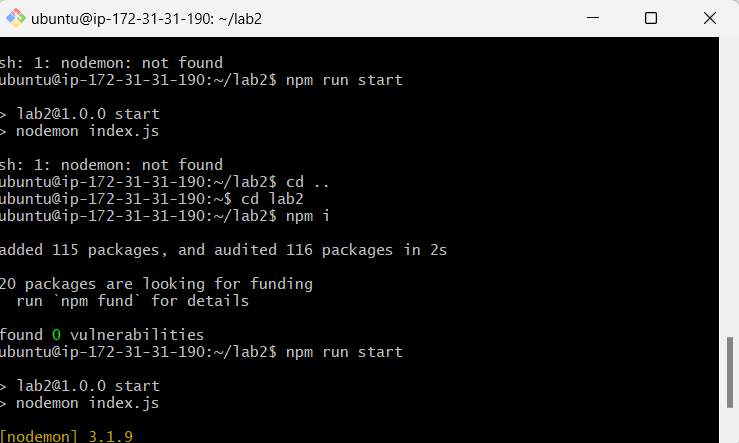 ubuntu@ip-172-31-31-190: ~/lab2
sh: 1: nodemon: not found
ubuntu@ip-172-31-31-190:~/lab2$ npm run start
> lab2@1.0.0 start
> nodemon index.js
sh: 1: nodemon: not found
ubuntu@ip-172-31-31-190:~/lab2$ cd ..
ubuntu@ip-172-31-31-190:~$ cd lab2
ubuntu@ip-172-31-31-190:~/lab2$ npm i
added 115 packages, and audited 116 packages in 2s
20 packages are looking for funding
  run `npm fund` for details
found 0 vulnerabilities
ubuntu@ip-172-31-31-190:~/lab2$ npm run start
> lab2@1.0.0 start
> nodemon index.js
[nodemon] 3.1.9